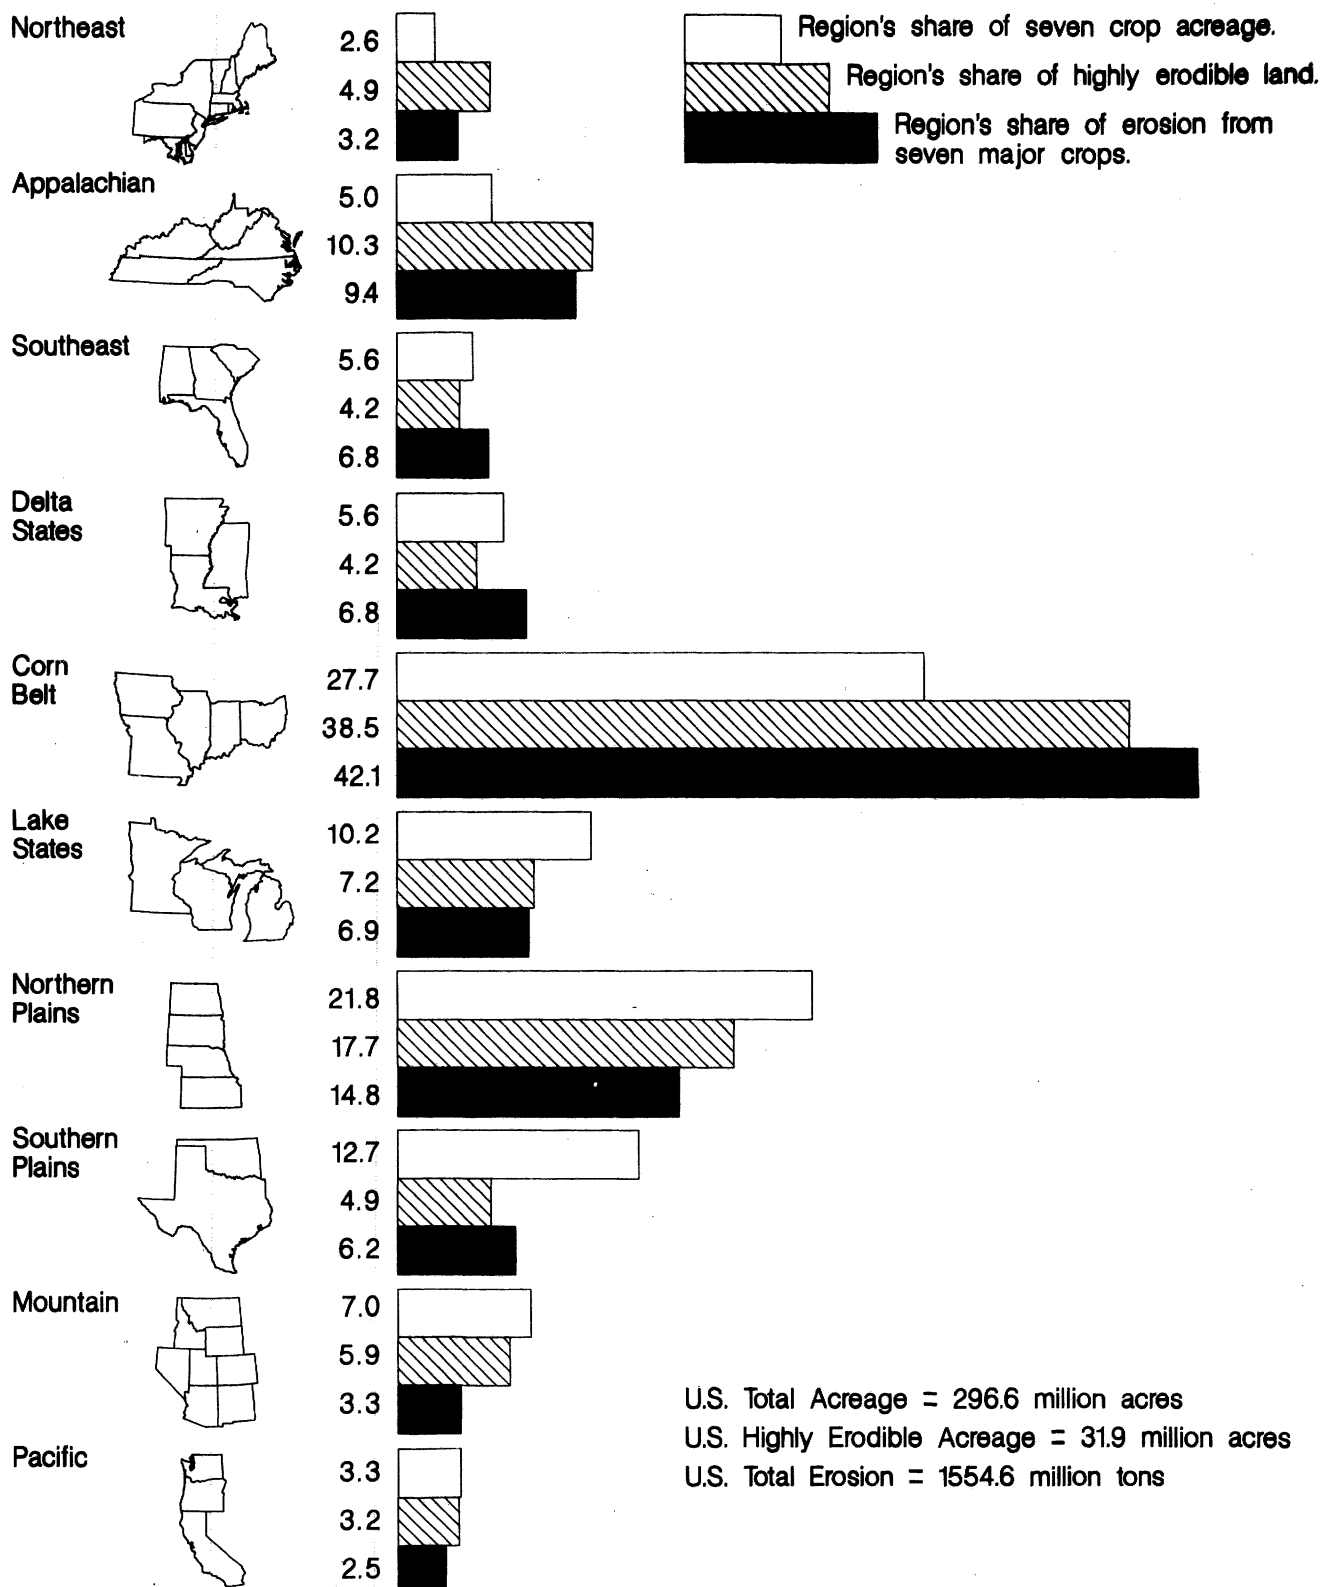 Northeast
2.6
4.9
3.2
Region's share of seven crop acreage.
Region's share of highly erodible land.
Region's share of erosion from
seven major crops.
Appalachian
5.0
10.3
9.4
Southeast
5.6
4.2
6.8
Delta
States
5.6
4.2
6.8
Corn
Belt
27.7
38.5
42.1
Lake
States
10.2
7.2
6.9
Northern
Plains
21.8
17.7
14.8
Southern
Plains
12.7
4.9
6.2
Mountain
7.0
5.9
3.3
U.S. Total Acreage = 296.6 million acres
U.S. Highly Erodible Acreage = 31.9 million acres
U.S. Total Erosion = 1554.6 million tons
Pacific
3.3
3.2
2.5